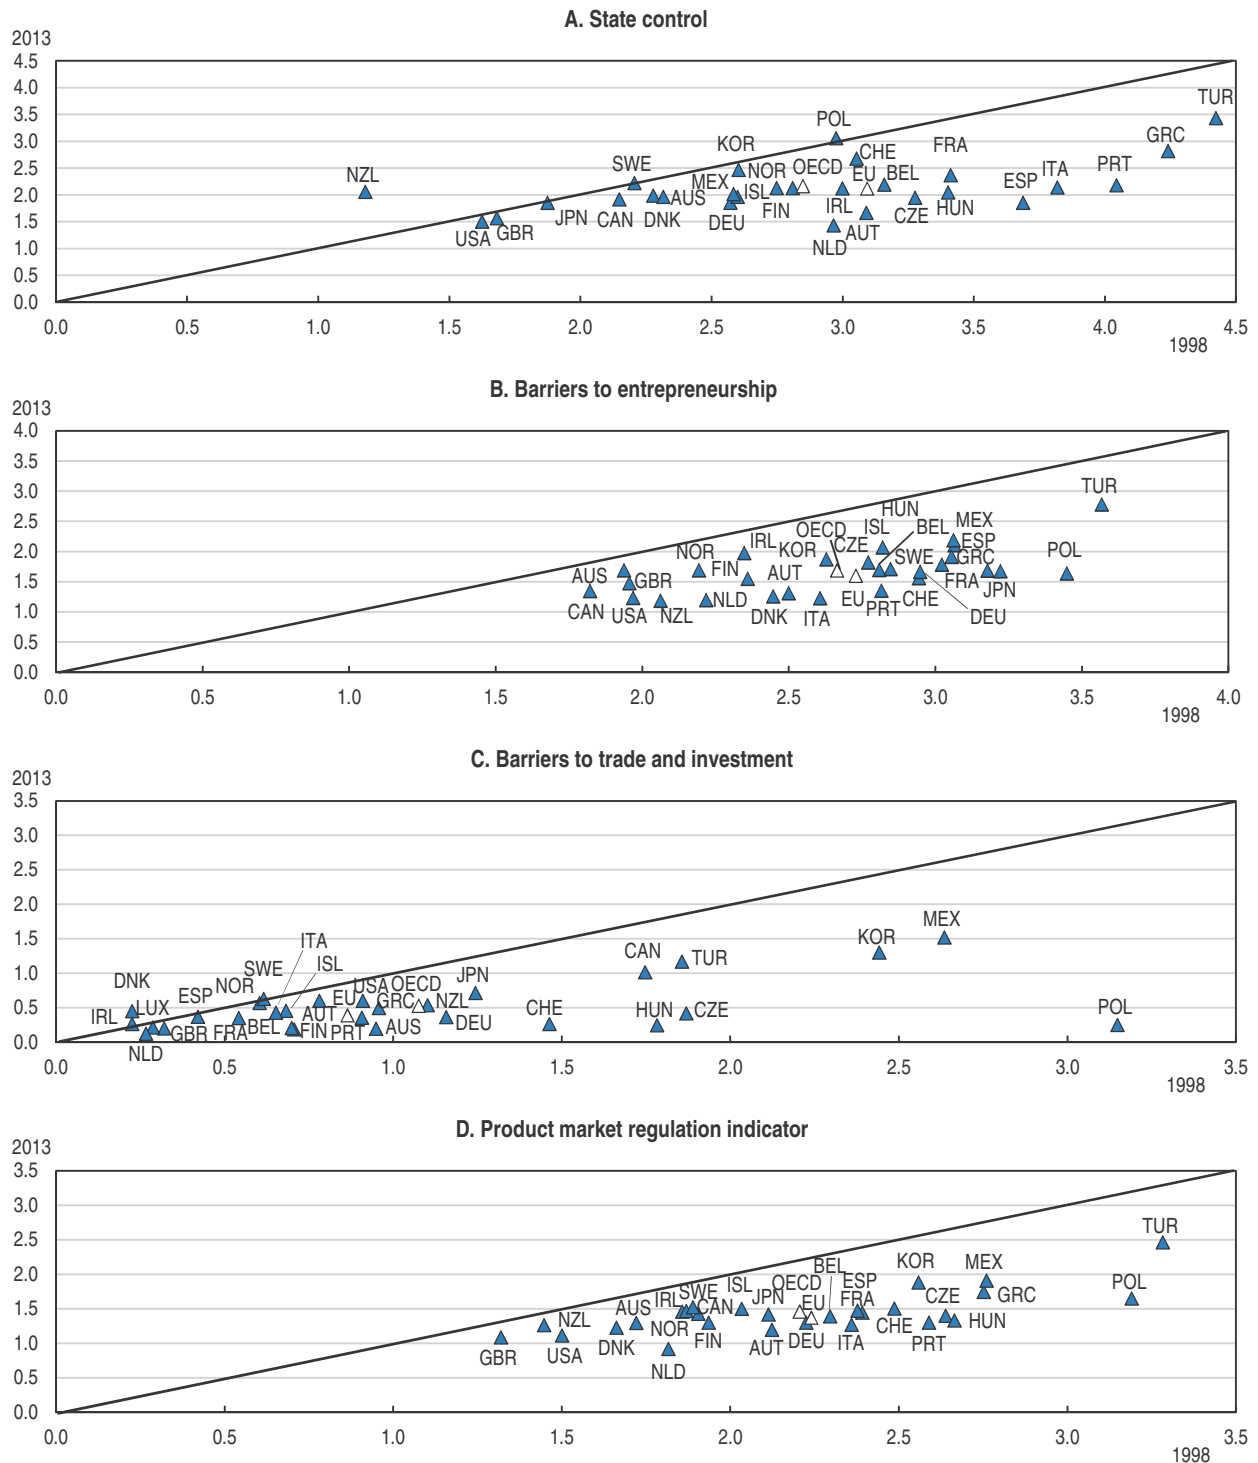 A. State control
2013
4.5
4.0
3.5
3.0
2.5
2.0
1.5
1.0
0.5
0.0
TUR
POL
GRC
KOR
CHE
FRA
SWE
NOR
OECD
NZL
MEX
ISL
EU
BEL
ESP
ITA
PRT
AUS
JPN
CAN
DNK
DEU
FIN
IRL
CZE
HUN
USA
GBR
AUT
NLD
0.0 0.5 1.0 1.5 2.0 2.5 3.0 3.5 4.0 4.5
1998
B. Barriers to entrepreneurship
2013
4.0
3.5
3.0
2.5
2.0
1.5
1.0
0.5
0.0
TUR
HUN
OECD
ISL
BEL
MEX
IRL
KOR
CZE
ESP
NOR
SWE
GRC
POL
AUS
GBR
FIN
AUT
FRA
JPN
CAN
USA
NZL
NLD
DNK
ITA
EU
PRT
CHE
DEU
0.0 0.5 1.0 1.5 2.0 2.5 3.0 3.5 4.0
1998
C. Barriers to trade and investment
2013
3.5
3.0
2.5
2.0
1.5
1.0
0.5
0.0
MEX
KOR
ITA
CAN
TUR
ISL
SWE
DNK
NOR
USA
OECD
JPN
ESP
EU
GRC
NZL
LUX
IRL
AUT
CHE
HUN
CZE
POL
GBR
FRA
BEL
FIN
PRT
AUS
DEU
NLD
0.0 0.5 1.0 1.5 2.0 2.5 3.0 3.5
1998
D. Product market regulation indicator
2013
3.5
3.0
2.5
2.0
1.5
1.0
0.5
0.0
TUR
BEL
KOR
MEX
POL
ISL
OECD
ESP
SWE
IRL
CAN
JPN
EU
FRA
CZE
GRC
AUS
NZL
NOR
CHE
HUN
GBR
USA
DNK
FIN
AUT
DEU
ITA
PRT
NLD
0.0 0.5 1.0 1.5 2.0 2.5 3.0 3.5
1998